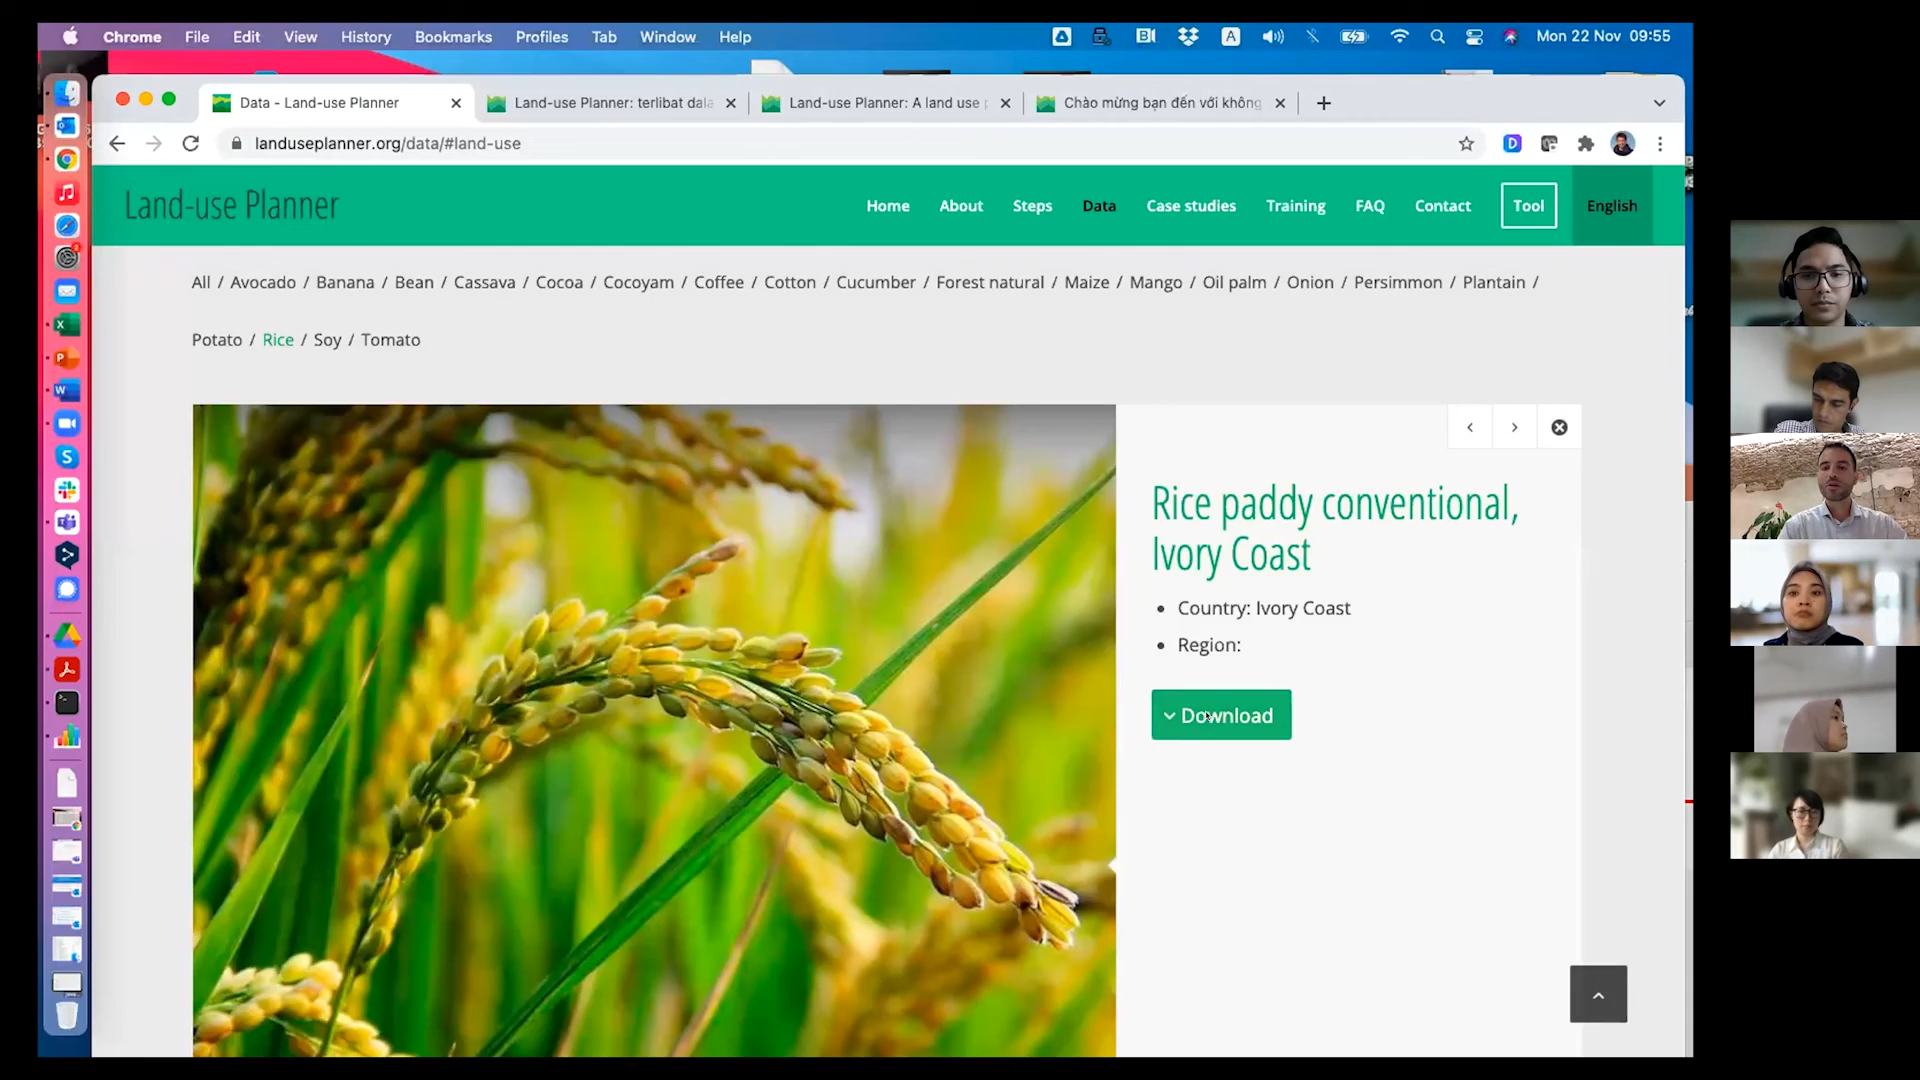 Chrome File Edit View History Bookmarks Profiles Tab Window Help A Mon 22 Nov 09:55
Data - Land-use Planner Land-use Planner: terlibat dala Land-use Planner: A land use Chào mừng bạn đến với không
landuseplanner.org/data/#land-use
Land-use Planner Home About Steps Data Case studies Training FAQ Contact Tool English
All / Avocado / Banana / Bean / Cassava / Cocoa / Cocoyam / Coffee / Cotton / Cucumber / Forest natural / Maize / Mango / Oil palm / Onion / Persimmon / Plantain /
Potato / Rice / Soy / Tomato
Rice paddy conventional,
Ivory Coast
Country: Ivory Coast
Region:
Download